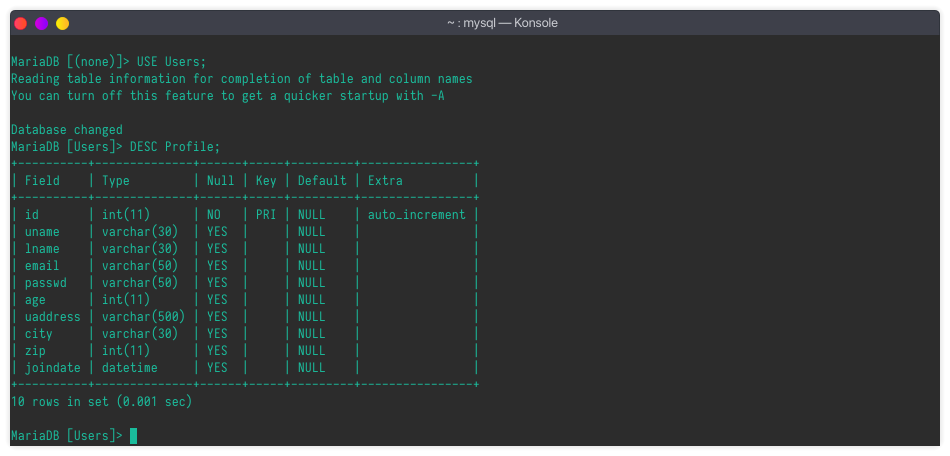 ~ : mysql — Konsole
MariaDB [(none)]> USE Users;
Reading table information for completion of table and column names
You can turn off this feature to get a quicker startup with -A
Database changed
MariaDB [Users]> DESC Profile;
+----------+--------------+------+-----+---------+----------------+
| Field    | Type         | Null | Key | Default | Extra          |
+----------+--------------+------+-----+---------+----------------+
| id       | int(11)      | NO   | PRI | NULL    | auto_increment |
| uname    | varchar(30)  | YES  |     | NULL    |                |
| lname    | varchar(30)  | YES  |     | NULL    |                |
| email    | varchar(50)  | YES  |     | NULL    |                |
| passwd   | varchar(50)  | YES  |     | NULL    |                |
| age      | int(11)      | YES  |     | NULL    |                |
| uaddress | varchar(500) | YES  |     | NULL    |                |
| city     | varchar(30)  | YES  |     | NULL    |                |
| zip      | int(11)      | YES  |     | NULL    |                |
| joindate | datetime     | YES  |     | NULL    |                |
+----------+--------------+------+-----+---------+----------------+
10 rows in set (0.001 sec)
MariaDB [Users]>